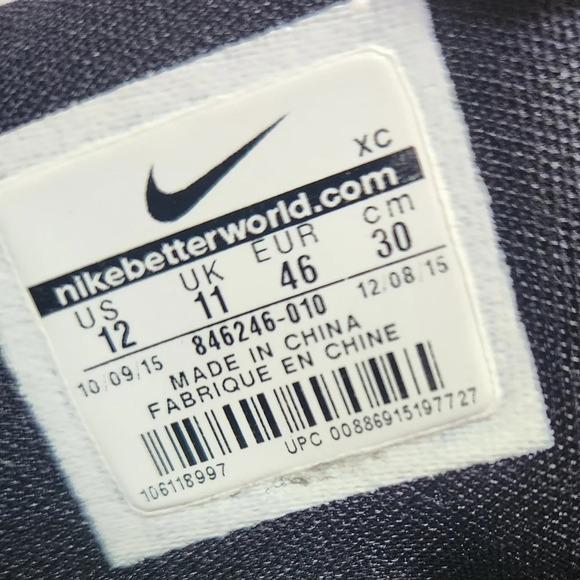 XC
nikebetterworld.com
US UK EUR cm
12 11 46 30
10/09/15 846246-010 12/08/15
MADE IN CHINA
FABRIQUE EN CHINE
106118997 UPC 00886915197727